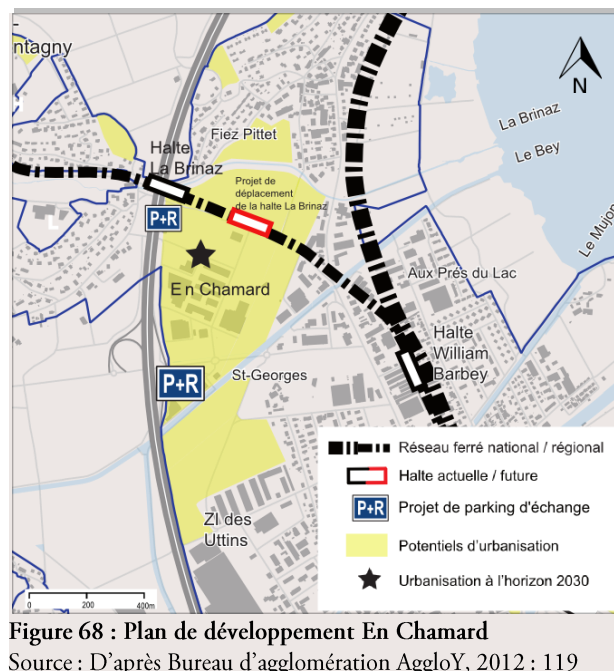 ntagny
Fiez Pittet
La Brinaz
Le Bey
Le Mujon
Halte
La Brinaz
Projet de
déplacement
de la halte La Brinaz
P+R
En Chamard
Aux Prés du Lac
Halte
William
Barbey
P+R
St-Georges
ZI des
Uttins
N
Réseau ferré national / régional
Halte actuelle / future
P+R Projet de parking d'échange
Potentiels d'urbanisation
Urbanisation à l'horizon 2030
0 200 400m
Figure 68 : Plan de développement En Chamard
Source : D'après Bureau d'agglomération AggloY, 2012 : 119